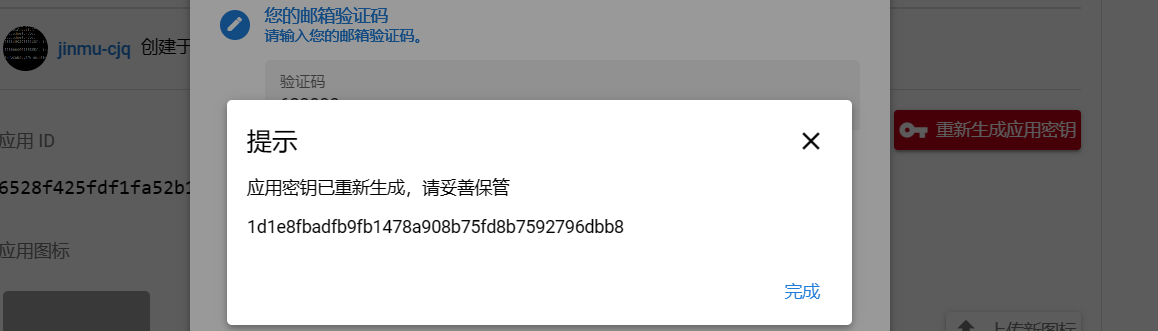 您的邮箱验证码
请输入您的邮箱验证码。
jinmu-cjq 创建于
验证码
提示
应用 ID
重新生成应用密钥
6528f425fdf1fa52b1
应用密钥已重新生成，请妥善保管
1d1e8fbadfb9fb1478a908b75fd8b7592796dbb8
应用图标
完成
上传新图标